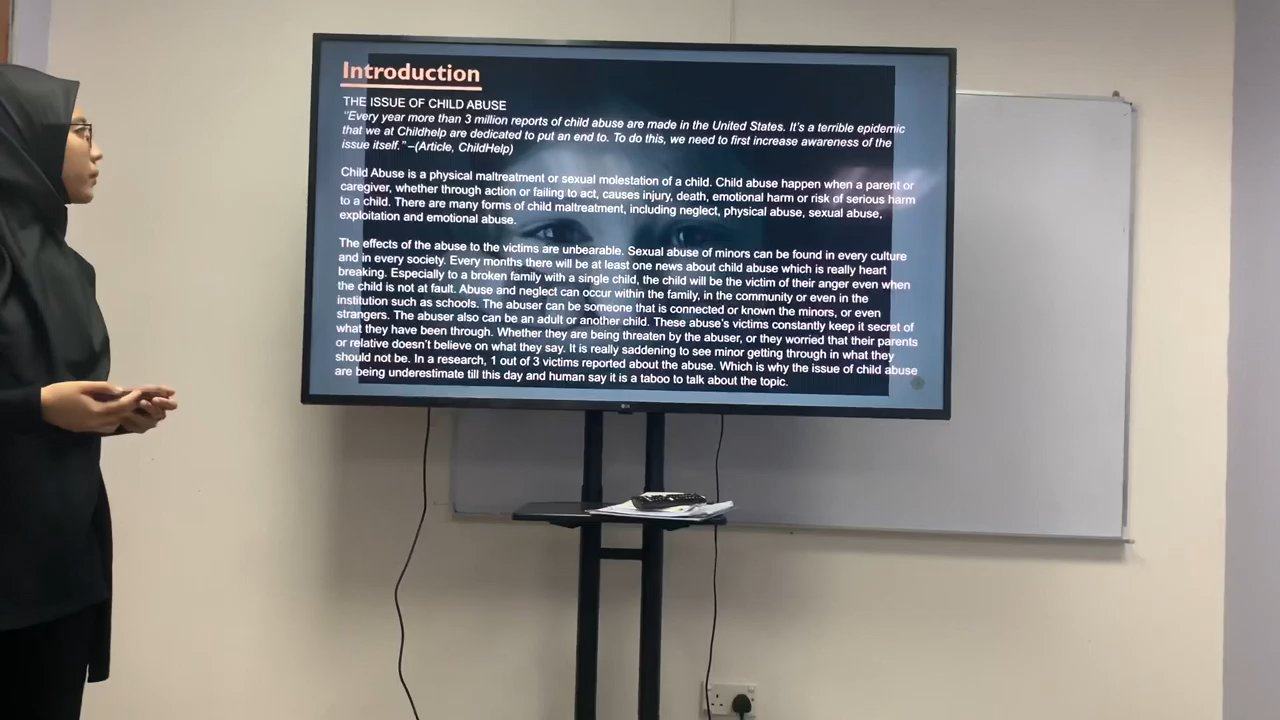 Introduction
THE ISSUE OF CHILD ABUSE
"Every year more than 3 million reports of child abuse are made in the United States. It's a terrible epidemic
that we at Childhelp are dedicated to put an end to. To do this, we need to first increase awareness of the
issue itself." –(Article, ChildHelp)
Child Abuse is a physical maltreatment or sexual molestation of a child. Child abuse happen when a parent or
caregiver, whether through action or failing to act, causes injury, death, emotional harm or risk of serious harm
to a child. There are many forms of child maltreatment, including neglect, physical abuse, sexual abuse,
exploitation and emotional abuse.
The effects of the abuse to the victims are unbearable. Sexual abuse of minors can be found in every culture
and in every society. Every months there will be at least one news about child abuse which is really heart
breaking. Especially to a broken family with a single child, the child will be the victim of their anger even when
the child is not at fault. Abuse and neglect can occur within the family, in the community or even in the
institution such as schools. The abuser can be someone that is connected or known the minors, or even
strangers. The abuser also can be an adult or another child. These abuse's victims constantly keep it secret of
what they have been through. Whether they are being threaten by the abuser, or they worried that their parents
or relative doesn't believe on what they say. It is really saddening to see minor getting through in what they
should not be. In a research, 1 out of 3 victims reported about the abuse. Which is why the issue of child abuse
are being underestimate till this day and human say it is a taboo to talk about the topic.
LG